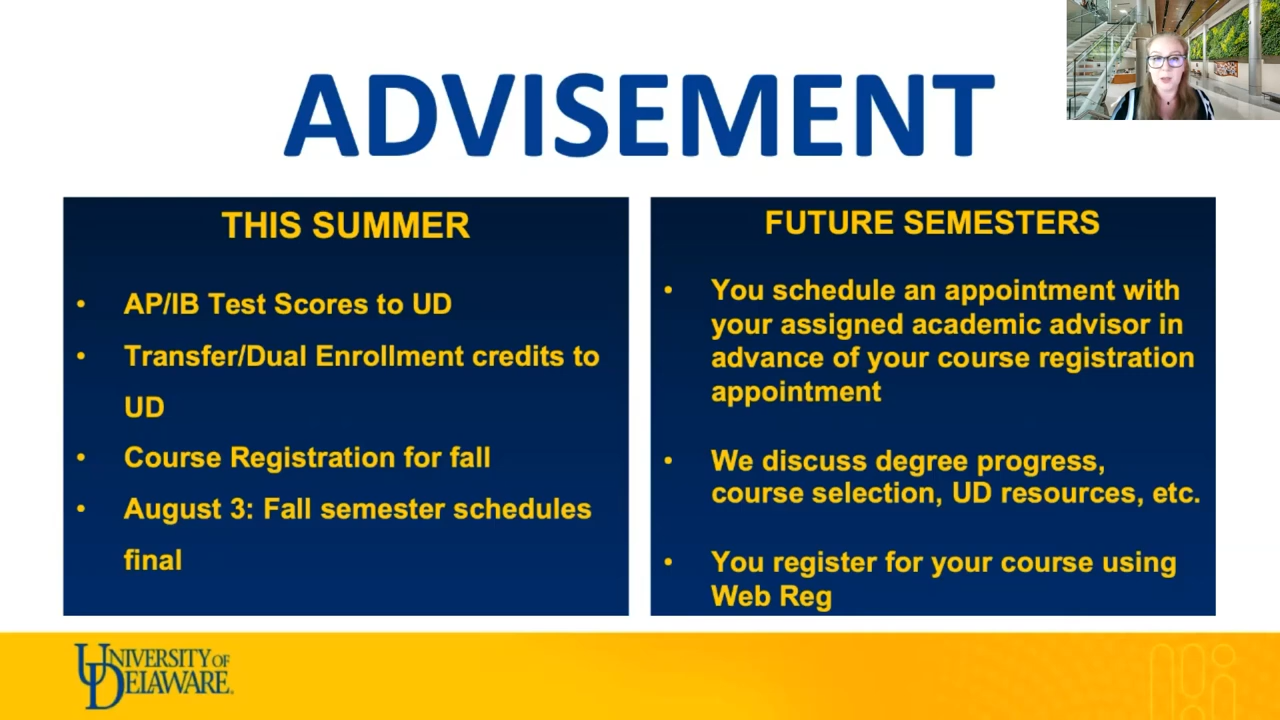 ADVISEMENT
THIS SUMMER
• AP/IB Test Scores to UD
• Transfer/Dual Enrollment credits to
UD
• Course Registration for fall
• August 3: Fall semester schedules
final
FUTURE SEMESTERS
• You schedule an appointment with
your assigned academic advisor in
advance of your course registration
appointment
• We discuss degree progress,
course selection, UD resources, etc.
• You register for your course using
Web Reg
UNIVERSITY OF
DELAWARE.